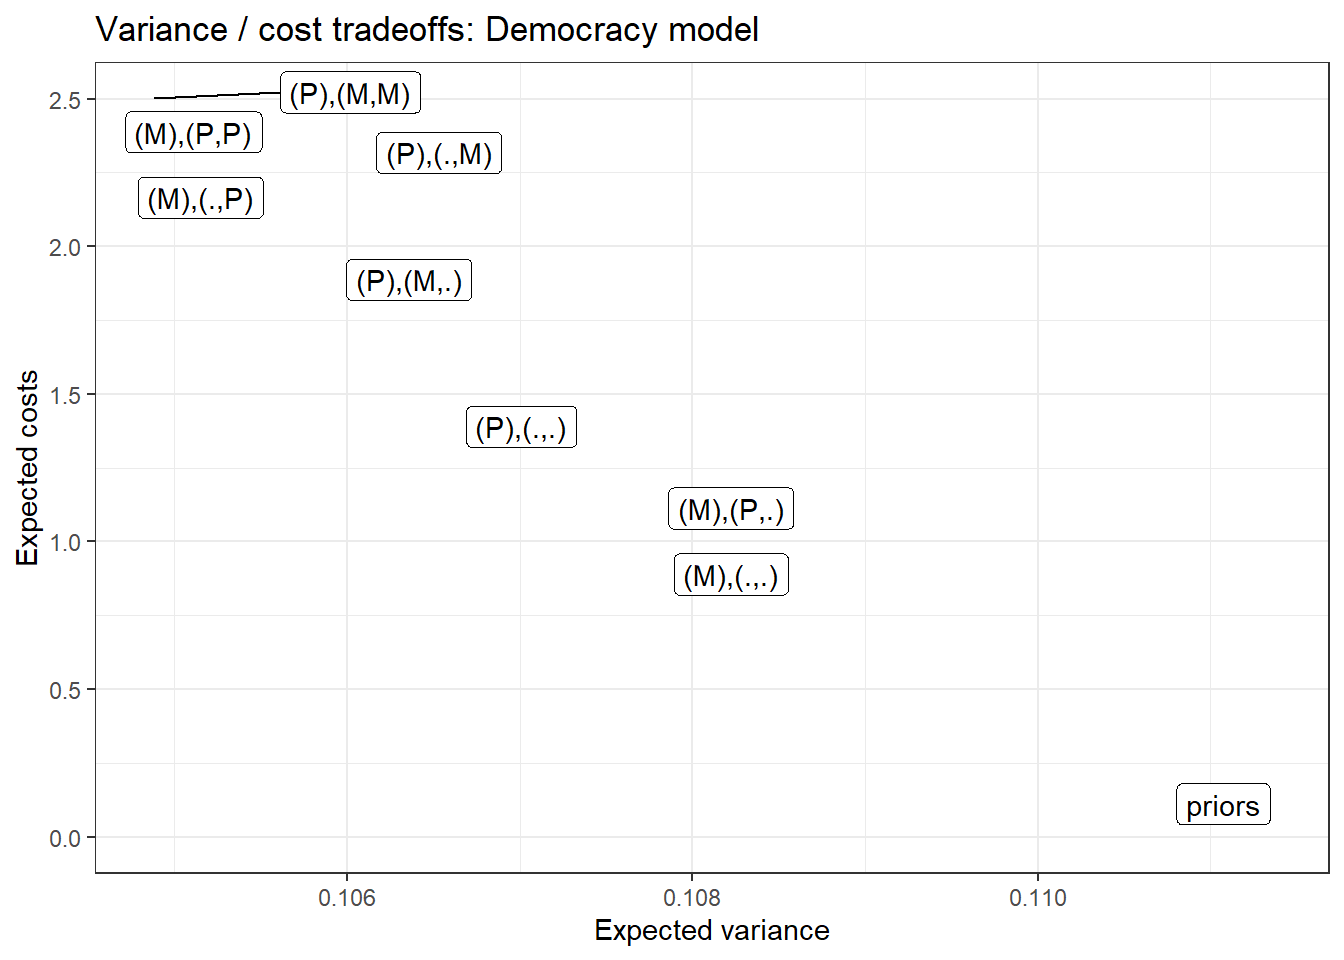 Variance / cost tradeoffs: Democracy model
Expected costs
2.5
2.0
1.5
1.0
0.5
0.0
(P),(M,M)
(M),(P,P)
(P),(.,M)
(M),(.,P)
(P),(M,.)
(P),(.,.)
(M),(P,.)
(M),(.,.)
priors
0.106
0.108
0.110
Expected variance